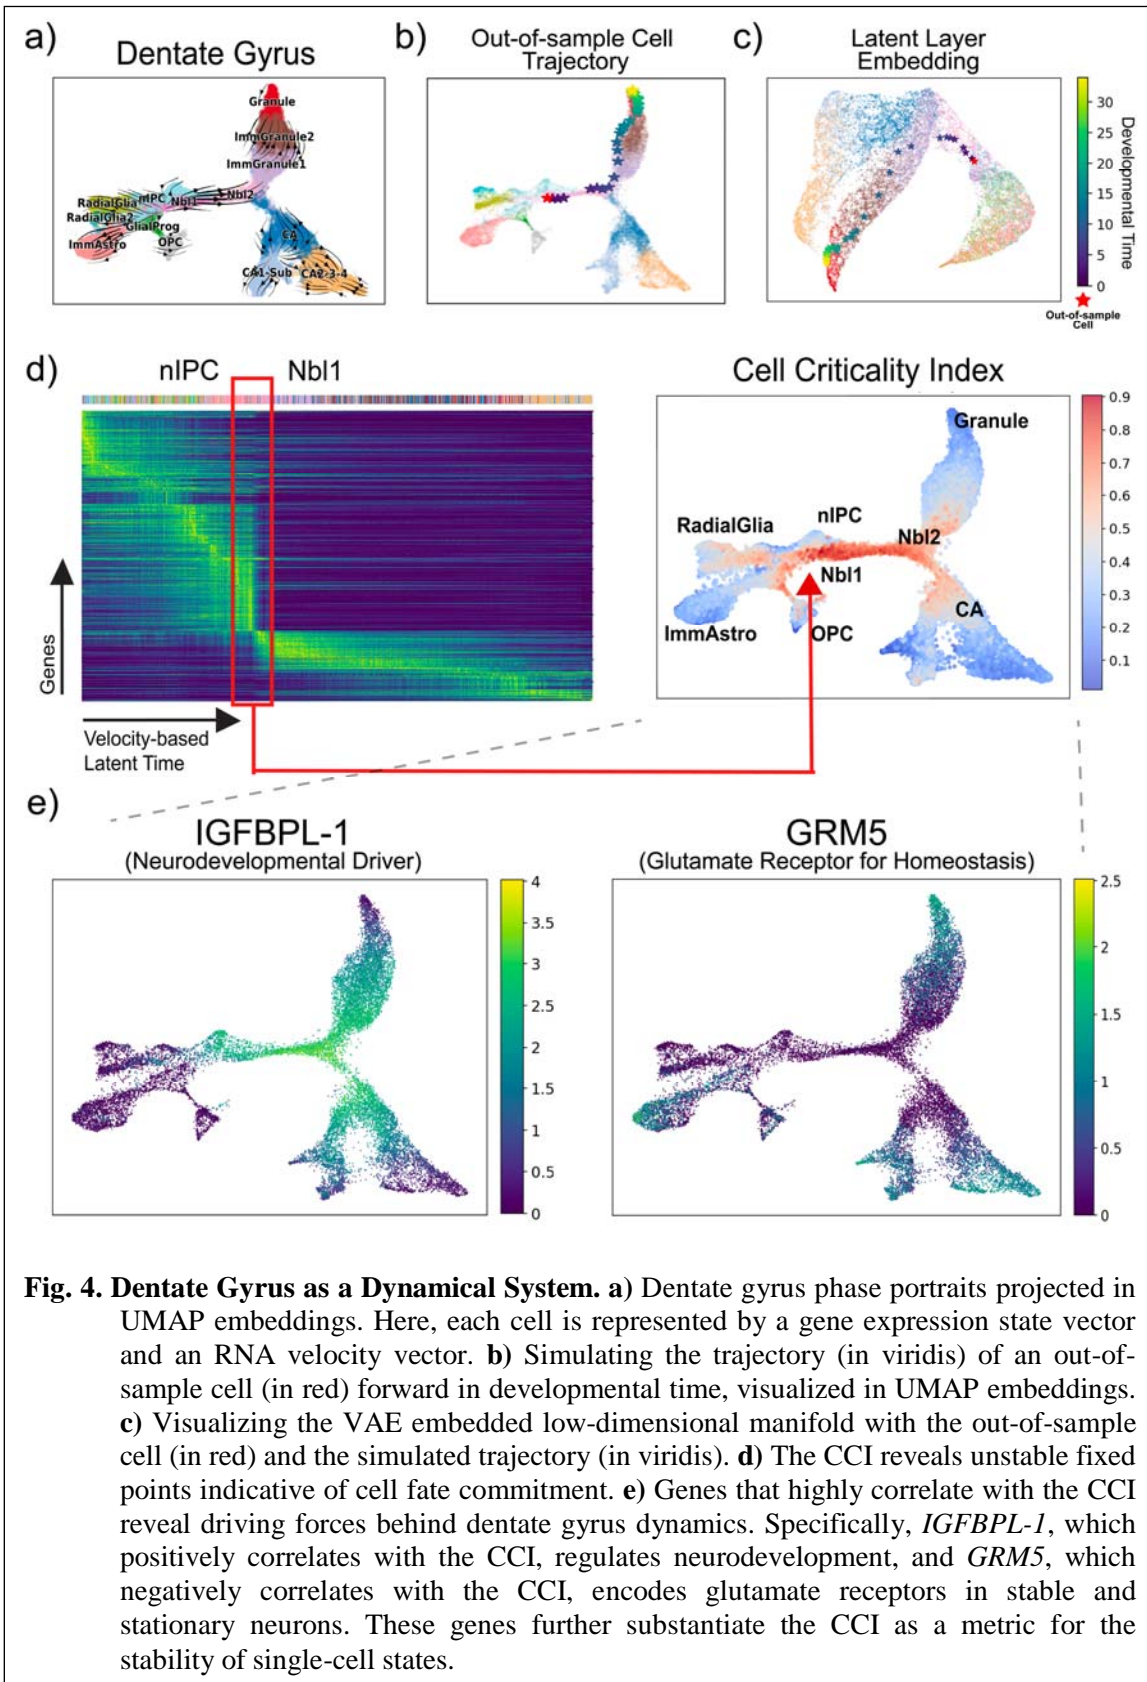 a)
Dentate Gyrus
Granule
ImmGranule2
ImmGranule1
RadialGlia
nIPC
Nbl1
Nbl2
RadialGlia2
GlialProg
ImmAstro
OPC
CA
CA1-Sub
CA2-3-4
b)
Out-of-sample Cell
Trajectory
c)
Latent Layer
Embedding
30
25
20
15
10
5
0
Developmental Time
Out-of-sample
Cell
d)
nIPC
Nbl1
Genes
Velocity-based
Latent Time
Cell Criticality Index
Granule
RadialGlia
nIPC
Nbl2
Nbl1
ImmAstro
OPC
CA
0.9
0.8
0.7
0.6
0.5
0.4
0.3
0.2
0.1
e)
IGFBPL-1
(Neurodevelopmental Driver)
4
3.5
3
2.5
2
1.5
1
0.5
0
GRM5
(Glutamate Receptor for Homeostasis)
2.5
2
1.5
1
0.5
0
Fig. 4. Dentate Gyrus as a Dynamical System. a) Dentate gyrus phase portraits projected in
UMAP embeddings. Here, each cell is represented by a gene expression state vector
and an RNA velocity vector. b) Simulating the trajectory (in viridis) of an out-of-
sample cell (in red) forward in developmental time, visualized in UMAP embeddings.
c) Visualizing the VAE embedded low-dimensional manifold with the out-of-sample
cell (in red) and the simulated trajectory (in viridis). d) The CCI reveals unstable fixed
points indicative of cell fate commitment. e) Genes that highly correlate with the CCI
reveal driving forces behind dentate gyrus dynamics. Specifically, IGFBPL-1, which
positively correlates with the CCI, regulates neurodevelopment, and GRM5, which
negatively correlates with the CCI, encodes glutamate receptors in stable and
stationary neurons. These genes further substantiate the CCI as a metric for the
stability of single-cell states.